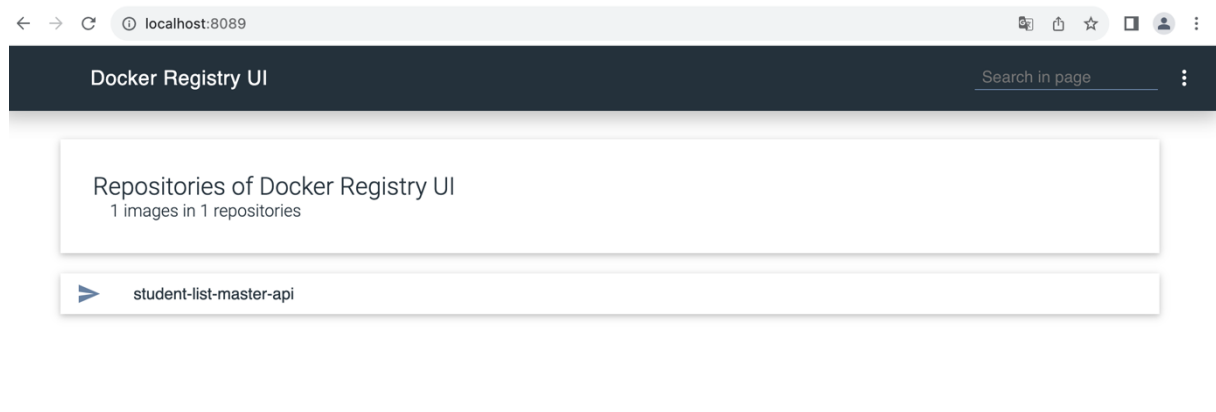 localhost:8089
Docker Registry UI
Search in page
Repositories of Docker Registry UI
1 images in 1 repositories
student-list-master-api